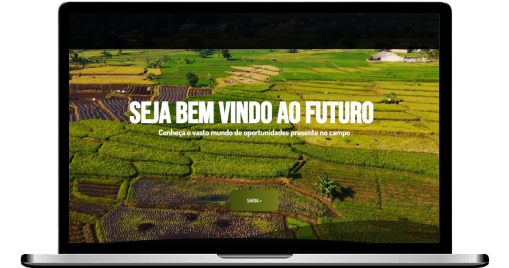 SEJA BEM VINDO AO FUTURO
Conheça o vasto mundo de oportunidades presente no campo
SAIBA +